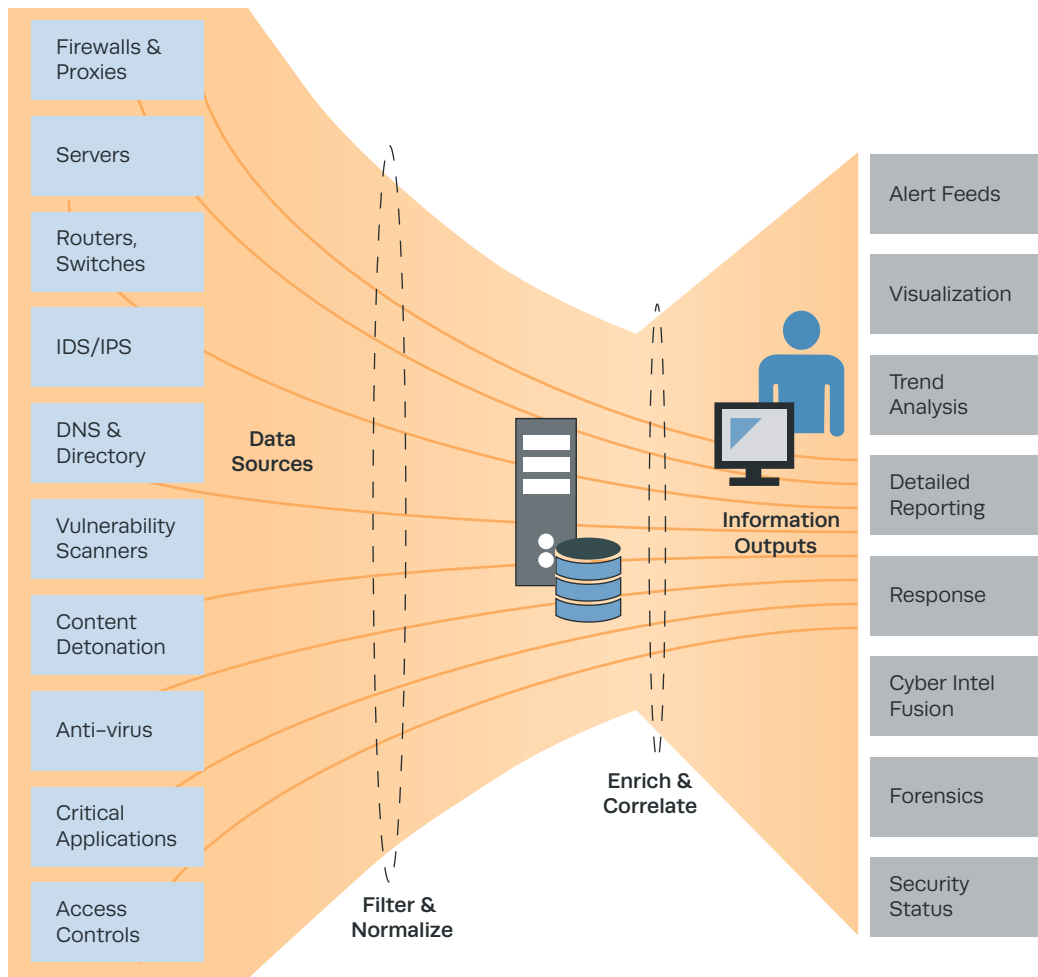 Firewalls &
Proxies
Servers
Routers,
Switches
IDS/IPS
DNS &
Directory
Vulnerability
Scanners
Content
Detonation
Anti-virus
Critical
Applications
Access
Controls
Data
Sources
Filter &
Normalize
Enrich &
Correlate
Information
Outputs
Alert Feeds
Visualization
Trend
Analysis
Detailed
Reporting
Response
Cyber Intel
Fusion
Forensics
Security
Status